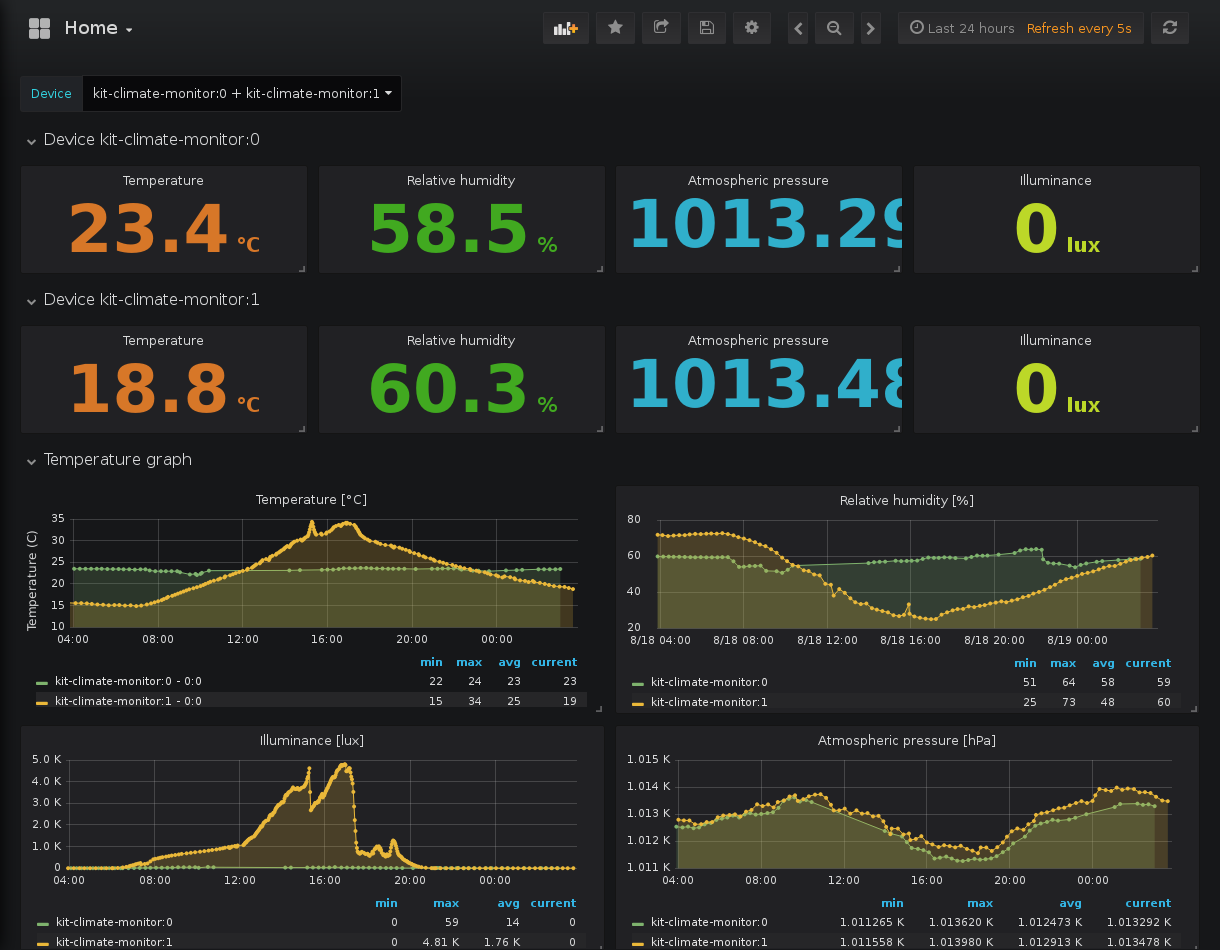 Home
Last 24 hours Refresh every 5s
Device kit-climate-monitor:0 + kit-climate-monitor:1
Device kit-climate-monitor:0
Temperature Relative humidity Atmospheric pressure Illuminance
23.4 °C 58.5 % 1013.29 0 lux
Device kit-climate-monitor:1
Temperature Relative humidity Atmospheric pressure Illuminance
18.8 °C 60.3 % 1013.48 0 lux
Temperature graph
Temperature [°C]
Temperature (C)
35
30
25
20
15
10
04:00 08:00 12:00 16:00 20:00 00:00
min max avg current
kit-climate-monitor:0 - 0:0 22 24 23 23
kit-climate-monitor:1 - 0:0 15 34 25 19
Relative humidity [%]
80
60
40
20
8/18 04:00 8/18 08:00 8/18 12:00 8/18 16:00 8/18 20:00 8/19 00:00
min max avg current
kit-climate-monitor:0 51 64 58 59
kit-climate-monitor:1 25 73 48 60
Illuminance [lux]
5.0 K
4.0 K
3.0 K
2.0 K
1.0 K
0
04:00 08:00 12:00 16:00 20:00 00:00
min max avg current
kit-climate-monitor:0 0 59 14 0
kit-climate-monitor:1 0 4.81 K 1.76 K 0
Atmospheric pressure [hPa]
1.015 K
1.014 K
1.013 K
1.012 K
1.011 K
04:00 08:00 12:00 16:00 20:00 00:00
min max avg current
kit-climate-monitor:0 1.011265 K 1.013620 K 1.012473 K 1.013292 K
kit-climate-monitor:1 1.011558 K 1.013980 K 1.012913 K 1.013478 K